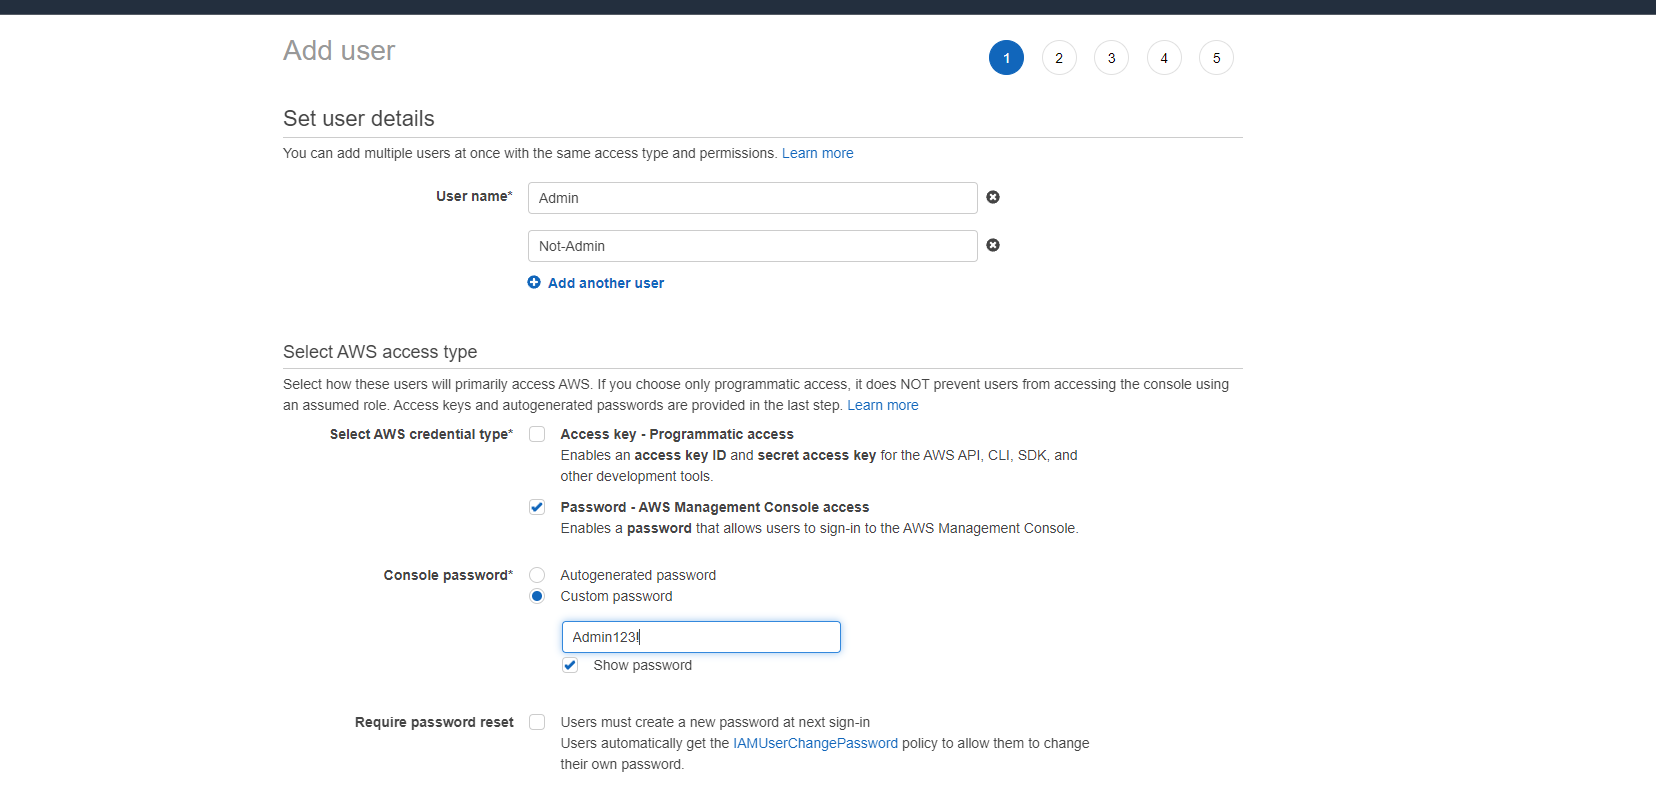 Add user
1 2 3 4 5
Set user details
You can add multiple users at once with the same access type and permissions. Learn more
User name* Admin
Not-Admin
Add another user
Select AWS access type
Select how these users will primarily access AWS. If you choose only programmatic access, it does NOT prevent users from accessing the console using
an assumed role. Access keys and autogenerated passwords are provided in the last step. Learn more
Select AWS credential type* Access key - Programmatic access
Enables an access key ID and secret access key for the AWS API, CLI, SDK, and
other development tools.
Password - AWS Management Console access
Enables a password that allows users to sign-in to the AWS Management Console.
Console password* Autogenerated password
Custom password
Admin123!
Show password
Require password reset Users must create a new password at next sign-in
Users automatically get the IAMUserChangePassword policy to allow them to change
their own password.